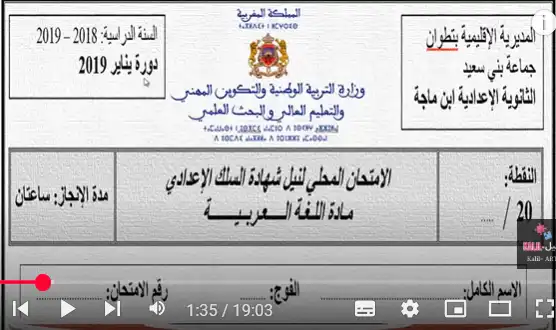 المملكة المغربية
ⵜⴰⴳⵍⴷⵉⵜ ⵏ ⵍⵎⵖⵔⵉⴱ
وزارة التربية الوطنية والتكوين المهني
والتعليم العالي والبحث العلمي
المديرية الإقليمية بتطوان
جماعة بني سعيد
الثانوية الإعدادية ابن ماجة
السنة الدراسية: 2018 – 2019
دورة يناير 2019
النقطة:
20 / .....
الامتحان المحلي لنيل شهادة السلك الإعدادي
مادة اللغة العربية
مدة الإنجاز: ساعتان
الاسم الكامل: .......... الفوج: ....... رقم الامتحان: ..........
1:35 / 19:03